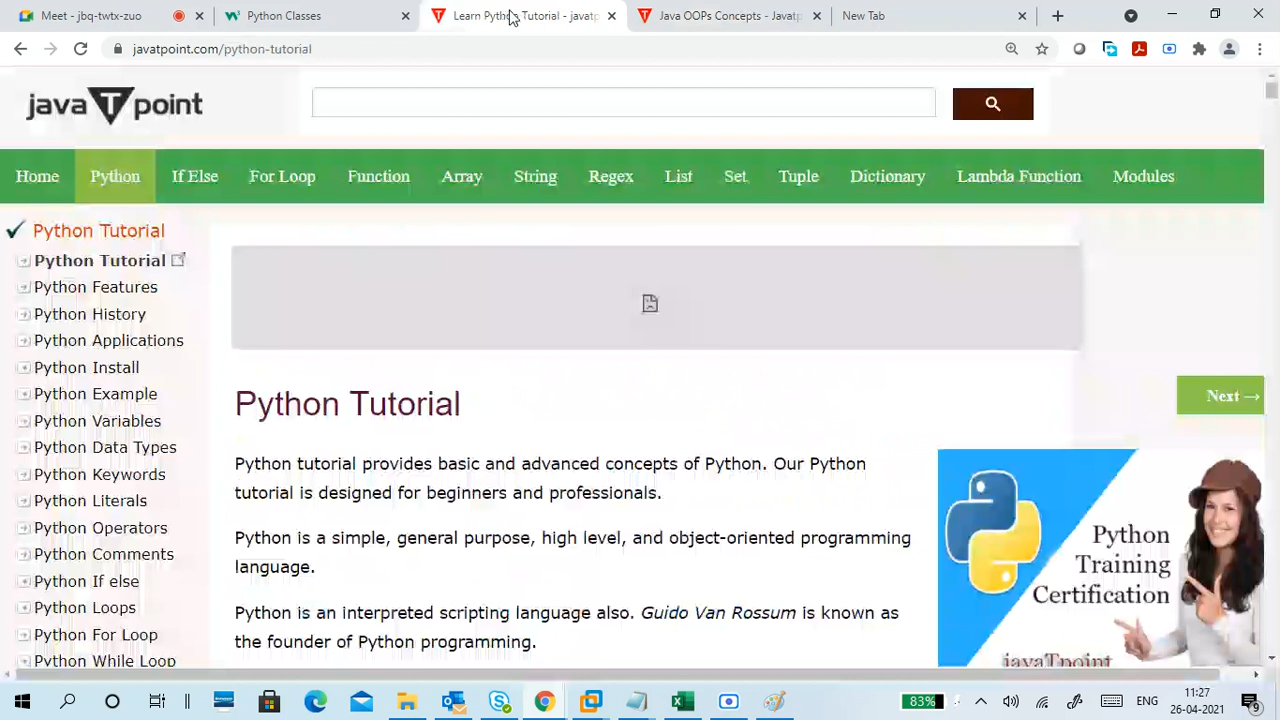 Meet - jbq-twtx-zuo
Python Classes
Learn Python Tutorial - javatp
Java OOPs Concepts - Javatpoint
New Tab
javatpoint.com/python-tutorial
javaTpoint
Home Python If Else For Loop Function Array String Regex List Set Tuple Dictionary Lambda Function Modules
Python Tutorial
Python Tutorial
Python Features
Python History
Python Applications
Python Install
Python Example
Python Variables
Python Data Types
Python Keywords
Python Literals
Python Operators
Python Comments
Python If else
Python Loops
Python For Loop
Python While Loop
Python Tutorial
Next →
Python tutorial provides basic and advanced concepts of Python. Our Python
tutorial is designed for beginners and professionals.
Python is a simple, general purpose, high level, and object-oriented programming
language.
Python is an interpreted scripting language also. Guido Van Rossum is known as
the founder of Python programming.
Python
Training
Certification
javaTpoint
83%
ENG
11:27
26-04-2021
9